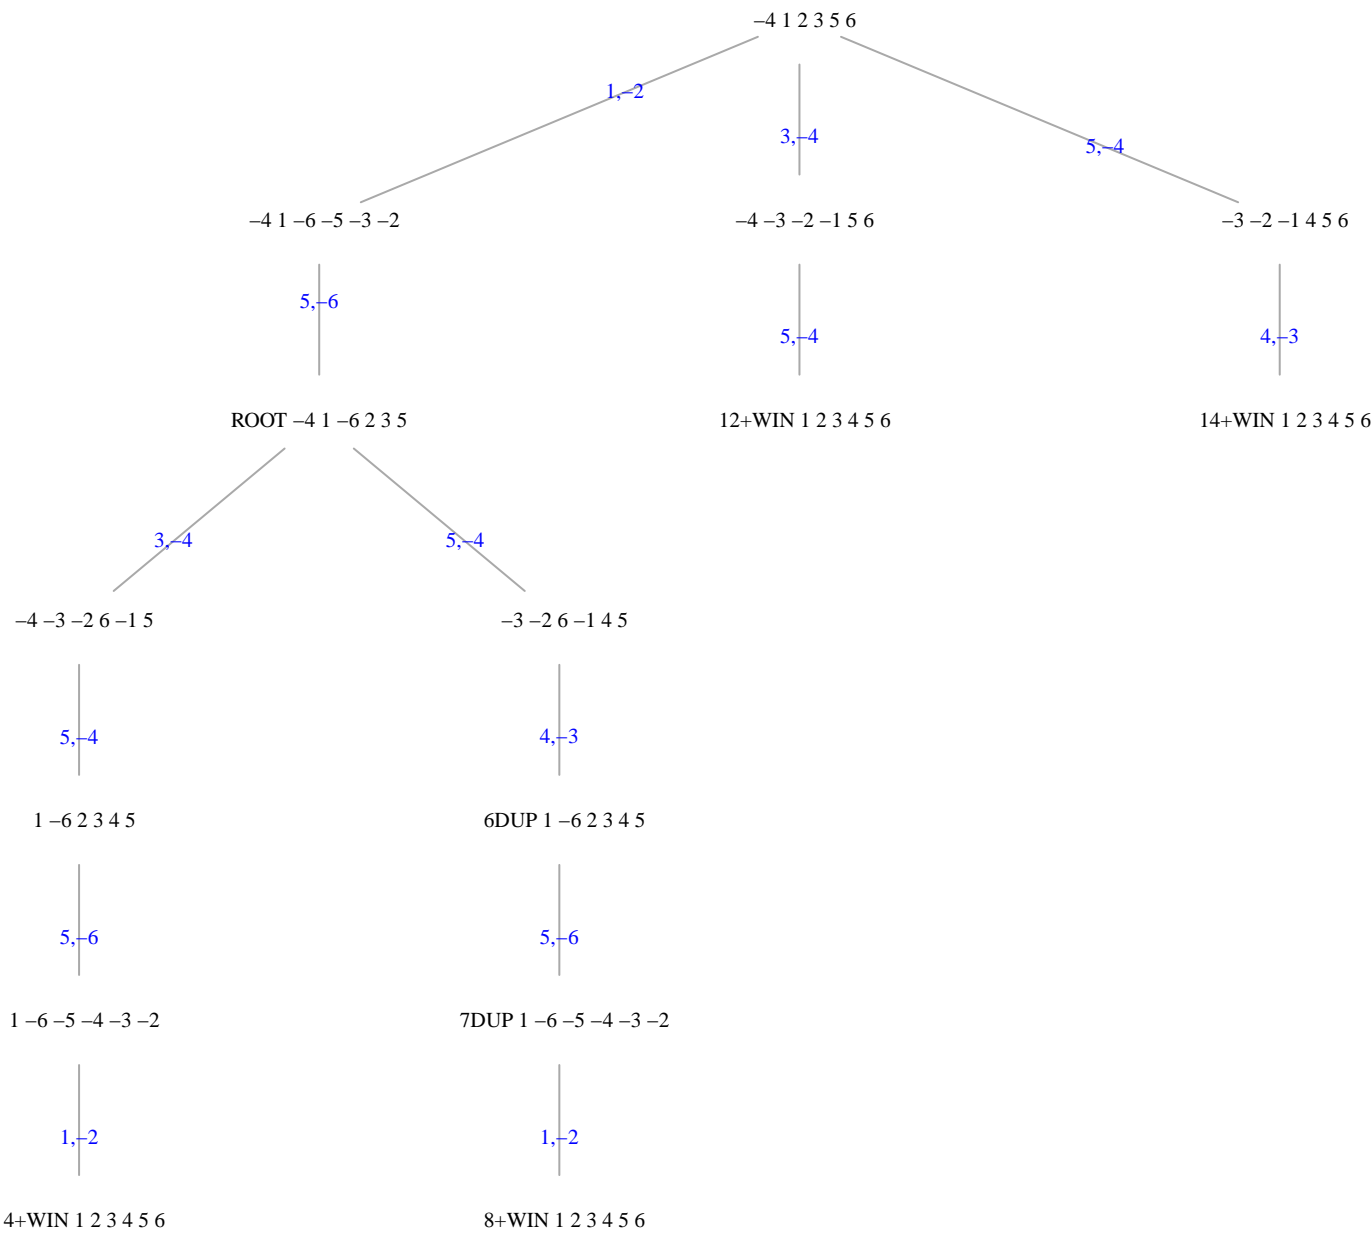 −4 1 2 3 5 6
1,−2
3,−4
5,−4
−4 1 −6 −5 −3 −2
−4 −3 −2 −1 5 6
−3 −2 −1 4 5 6
5,−6
5,−4
4,−3
ROOT −4 1 −6 2 3 5
12+WIN 1 2 3 4 5 6
14+WIN 1 2 3 4 5 6
3,−4
5,−4
−4 −3 −2 6 −1 5
−3 −2 6 −1 4 5
5,−4
4,−3
1 −6 2 3 4 5
6DUP 1 −6 2 3 4 5
5,−6
5,−6
1 −6 −5 −4 −3 −2
7DUP 1 −6 −5 −4 −3 −2
1,−2
1,−2
4+WIN 1 2 3 4 5 6
8+WIN 1 2 3 4 5 6